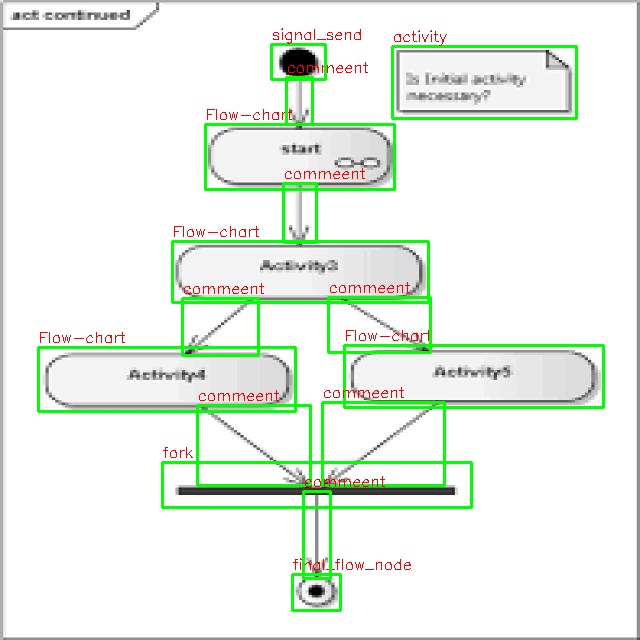 act continued
signal_send
activity
commeent
Is Initial activity
necessary?
Flow-chart
start
commeent
Flow-chart
Activity3
commeent
commeent
Flow-chart
Flow-chart
Activity4
Activity5
commeent
commeent
fork
commeent
final_flow_node